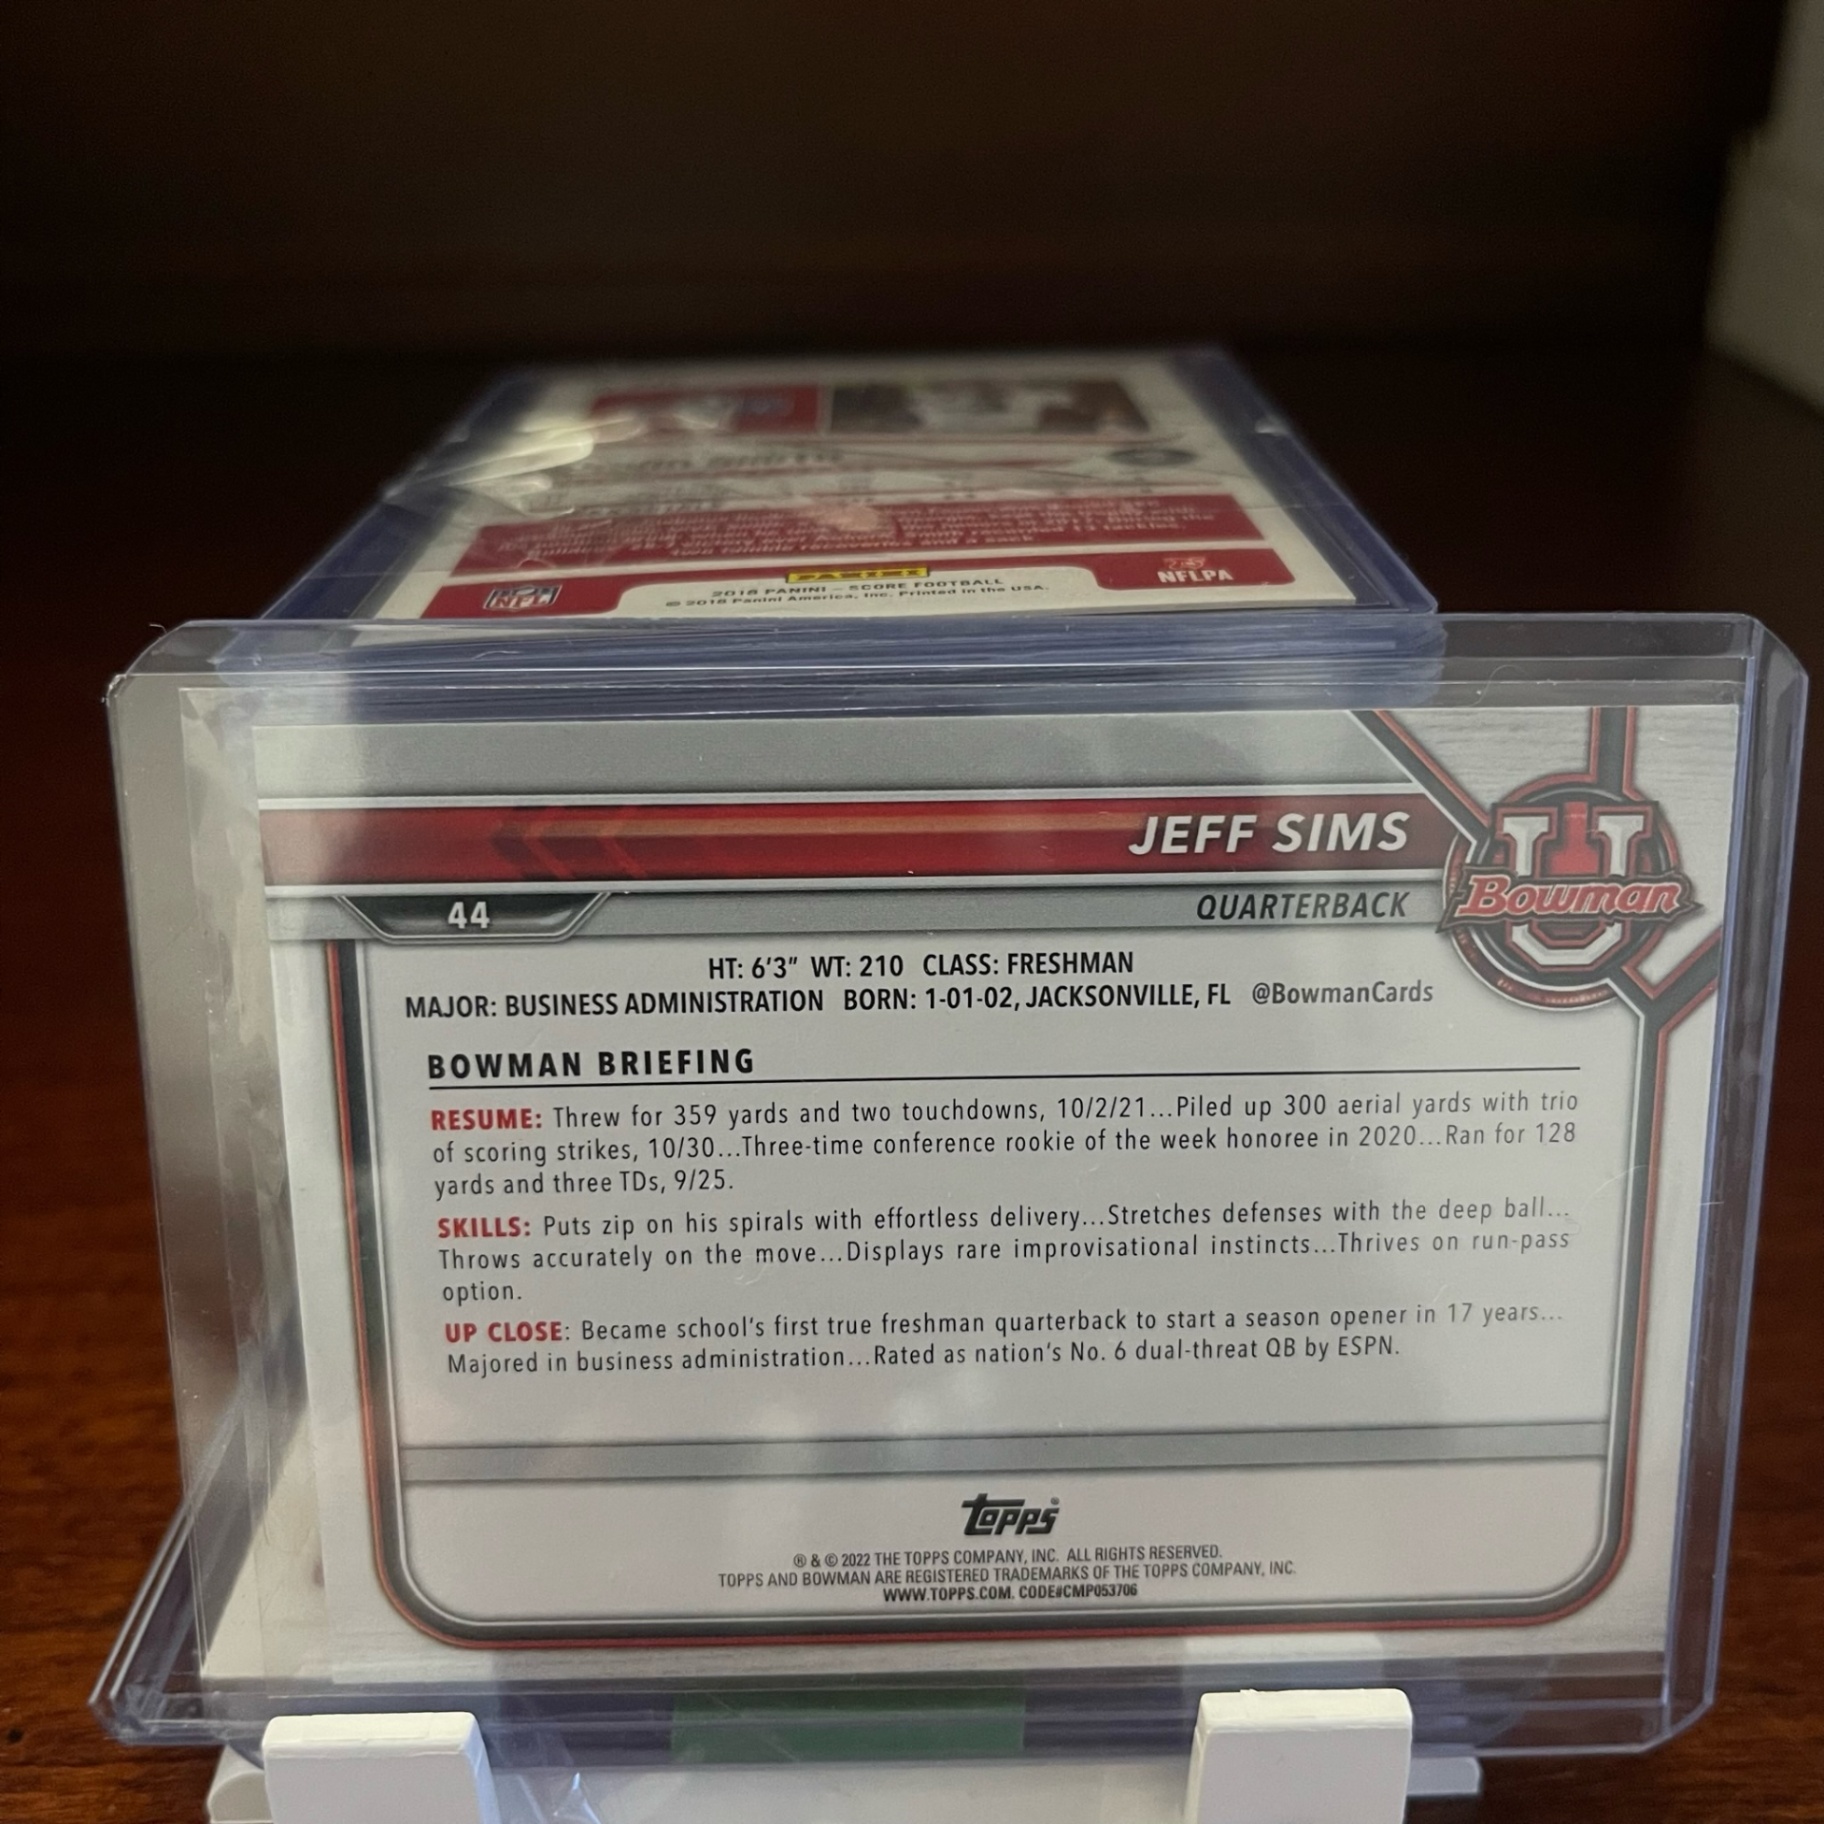 two fumble recoveries and a sack
PANINI
2018 PANINI – SCORE FOOTBALL
© 2018 Panini America, Inc. Printed in the USA.
NFL
NFLPA
JEFF SIMS
U
Bowman
44
QUARTERBACK
HT: 6'3" WT: 210 CLASS: FRESHMAN
MAJOR: BUSINESS ADMINISTRATION BORN: 1-01-02, JACKSONVILLE, FL @BowmanCards
BOWMAN BRIEFING
RESUME: Threw for 359 yards and two touchdowns, 10/2/21...Piled up 300 aerial yards with trio
of scoring strikes, 10/30...Three-time conference rookie of the week honoree in 2020...Ran for 128
yards and three TDs, 9/25.
SKILLS: Puts zip on his spirals with effortless delivery...Stretches defenses with the deep ball...
Throws accurately on the move...Displays rare improvisational instincts...Thrives on run-pass
option.
UP CLOSE: Became school's first true freshman quarterback to start a season opener in 17 years...
Majored in business administration...Rated as nation's No. 6 dual-threat QB by ESPN.
Topps®
® & © 2022 THE TOPPS COMPANY, INC. ALL RIGHTS RESERVED.
TOPPS AND BOWMAN ARE REGISTERED TRADEMARKS OF THE TOPPS COMPANY, INC.
WWW.TOPPS.COM. CODE#CMP053706